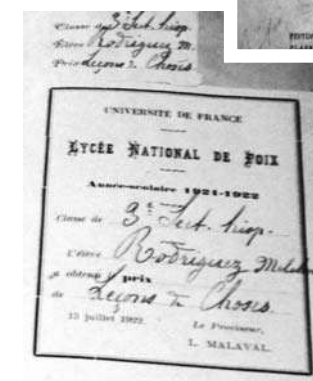 Classe de 3e Sect. hisp.
Élève Rodriguez M.
Prix Leçons de Choses
UNIVERSITÉ DE FRANCE
LYCÉE NATIONAL DE FOIX
Année scolaire 1921-1922
Classe de 3e Sect. hisp.
L'élève Rodriguez
a obtenu prix
de Leçons de Choses
13 juillet 1922.
Le Proviseur,
L. MALAVAL.